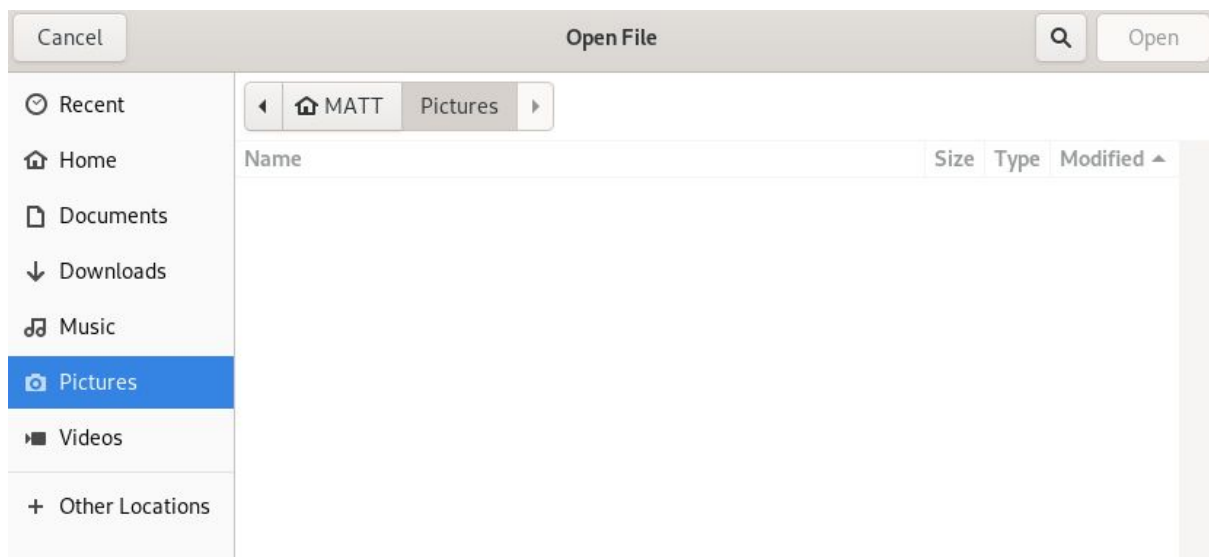 Cancel Open File Open
Recent
MATT Pictures
Home
Name Size Type Modified
Documents
Downloads
Music
Pictures
Videos
Other Locations